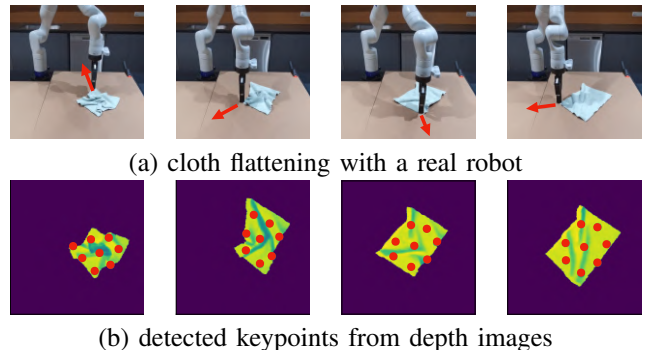 (a) cloth flattening with a real robot
(b) detected keypoints from depth images